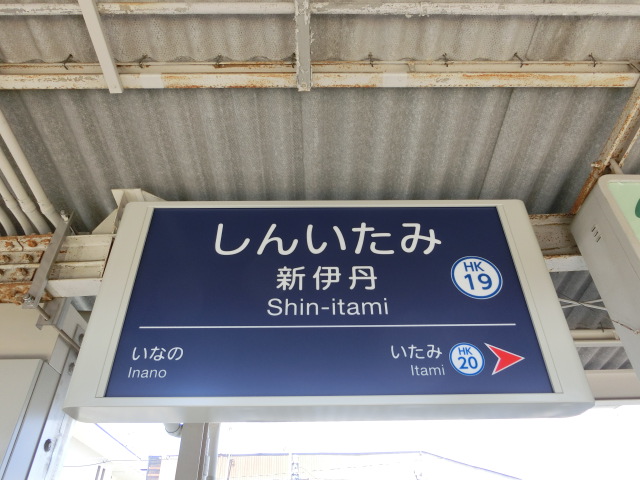 しんいたみ
新伊丹
Shin-itami
HK
19
いなの
Inano
いたみ
Itami
HK
20